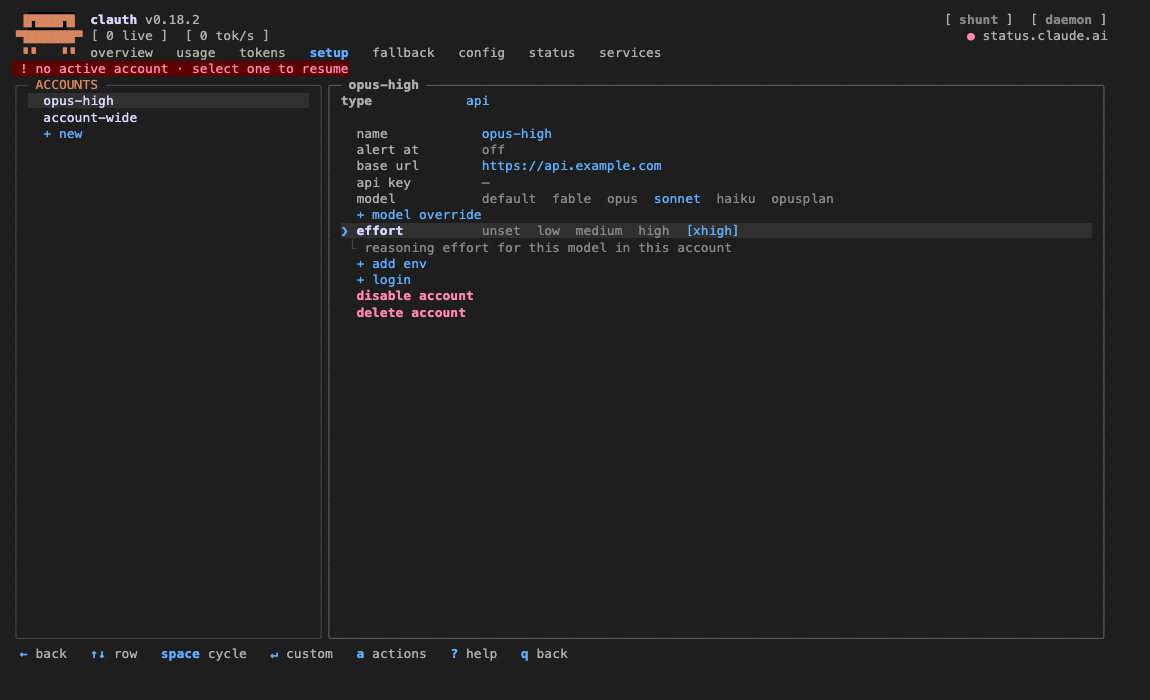 clauth v0.18.2 [ shunt ] [ daemon ]
[ 0 live ] [ 0 tok/s ] ● status.claude.ai
overview usage tokens setup fallback config status services
! no active account · select one to resume
ACCOUNTS
opus-high
account-wide
+ new
opus-high
type api
name opus-high
alert at off
base url https://api.example.com
api key —
model default fable opus sonnet haiku opusplan
+ model override
❯ effort unset low medium high [xhigh]
└ reasoning effort for this model in this account
+ add env
+ login
disable account
delete account
← back ↑↓ row space cycle ↵ custom a actions ? help q back